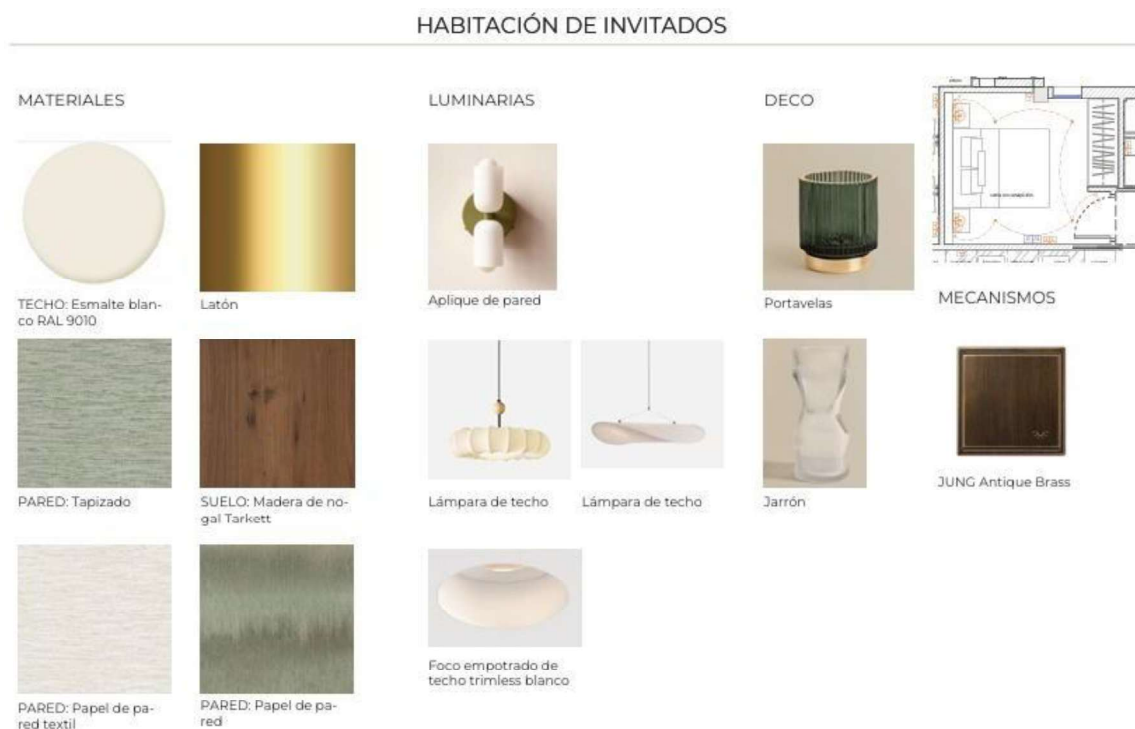 HABITACIÓN DE INVITADOS
MATERIALES
TECHO: Esmalte blan-
co RAL 9010
Latón
PARED: Tapizado
SUELO: Madera de no-
gal Tarkett
PARED: Papel de pa-
red textil
PARED: Papel de pa-
red
LUMINARIAS
Aplique de pared
Lámpara de techo
Lámpara de techo
Foco empotrado de
techo trimless blanco
DECO
Portavelas
Jarrón
MECANISMOS
JUNG Antique Brass